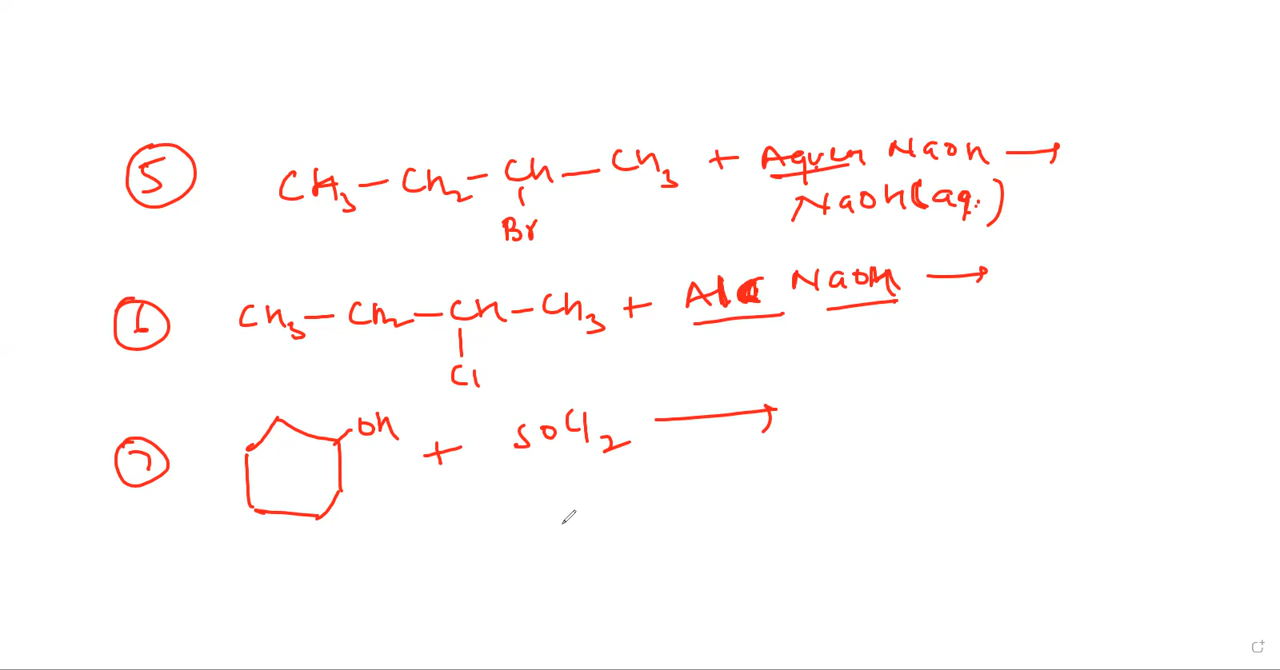 ⑤ CH3 – CH2 – CH – CH3 + Aques NaOH →
Br
NaOH(aq.)
⑥ CH3 – CH2 – CH – CH3 + Alc NaOH →
Cl
⑦ OH + SOCl2 →